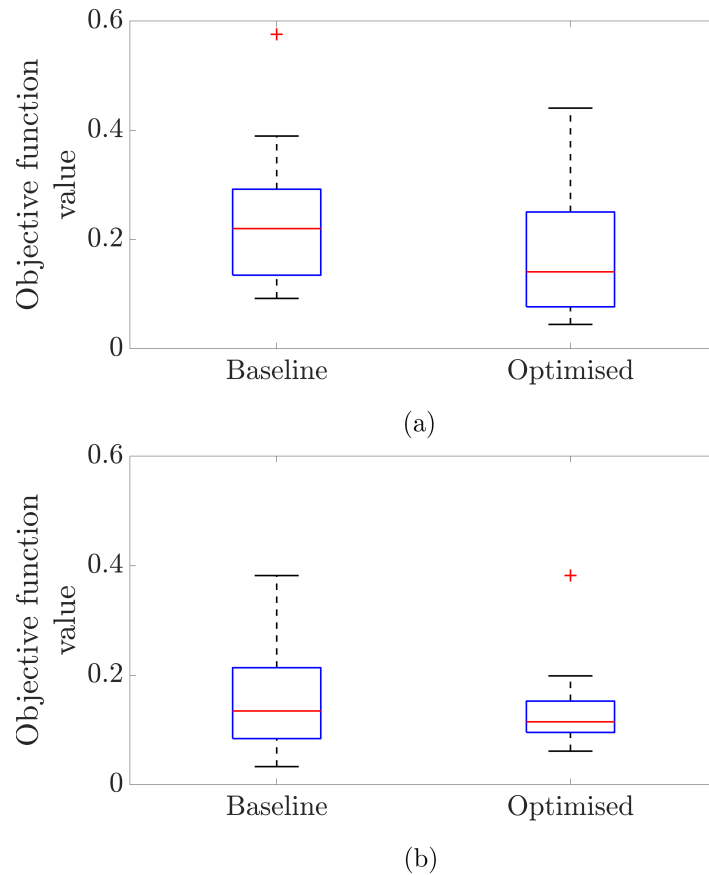 Objective function
value
0.6
0.4
0.2
0
Baseline Optimised
(a)
Objective function
value
0.6
0.4
0.2
0
Baseline Optimised
(b)